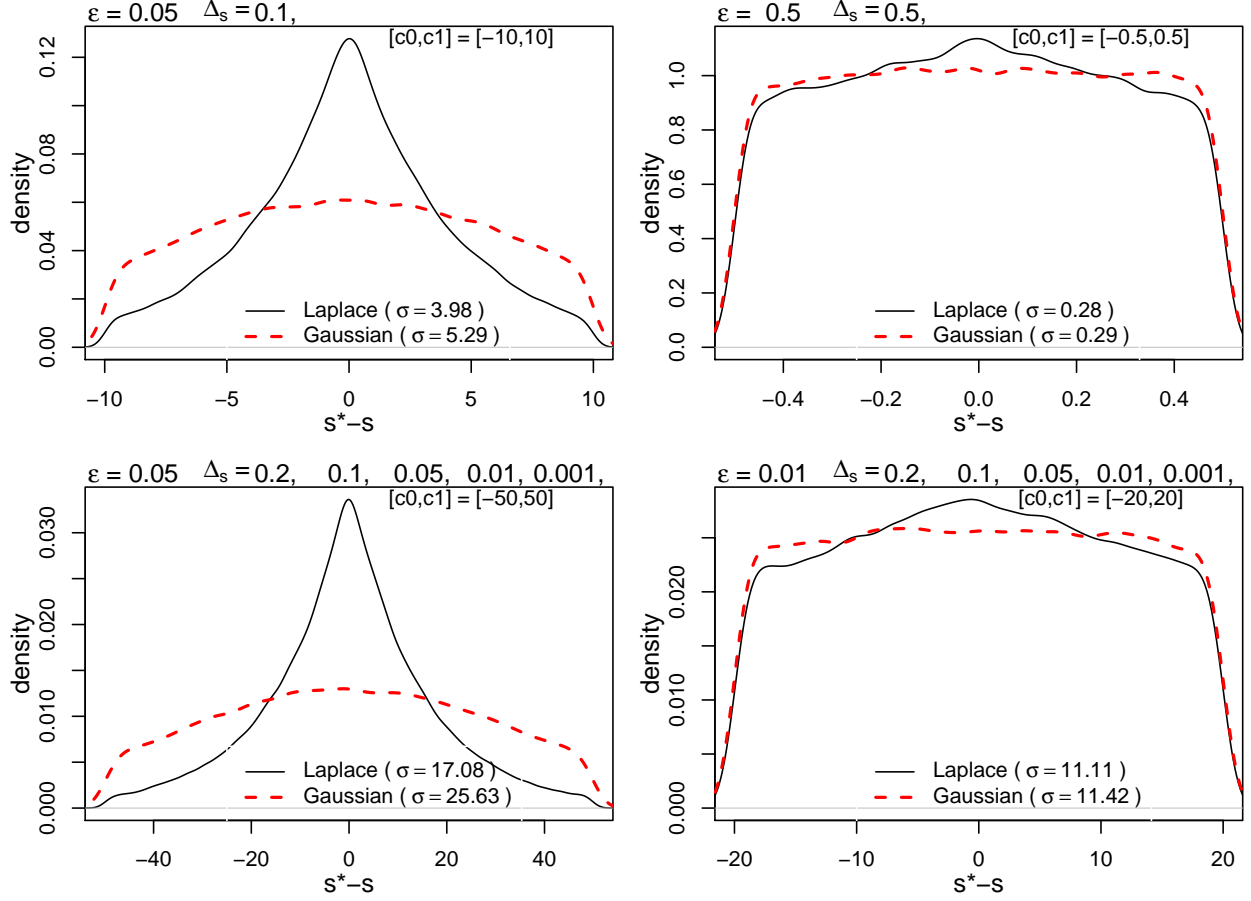 ε = 0.05 Δs = 0.1,
[c0,c1] = [−10,10]
density
0.00 0.04 0.08 0.12
Laplace ( σ = 3.98 )
Gaussian ( σ = 5.29 )
−10 −5 0 5 10
s*−s
ε = 0.5 Δs = 0.5,
[c0,c1] = [−0.5,0.5]
density
0.0 0.2 0.4 0.6 0.8 1.0
Laplace ( σ = 0.28 )
Gaussian ( σ = 0.29 )
−0.4 −0.2 0.0 0.2 0.4
s*−s
ε = 0.05 Δs = 0.2, 0.1, 0.05, 0.01, 0.001,
[c0,c1] = [−50,50]
density
0.000 0.010 0.020 0.030
Laplace ( σ = 17.08 )
Gaussian ( σ = 25.63 )
−40 −20 0 20 40
s*−s
ε = 0.01 Δs = 0.2, 0.1, 0.05, 0.01, 0.001,
[c0,c1] = [−20,20]
density
0.000 0.010 0.020
Laplace ( σ = 11.11 )
Gaussian ( σ = 11.42 )
−20 −10 0 10 20
s*−s